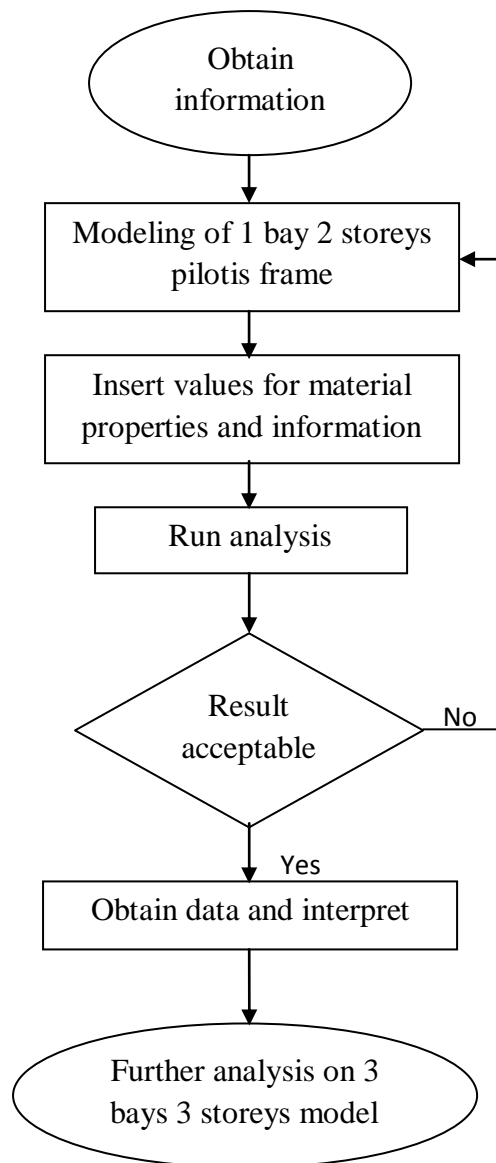 Obtain
information
Modeling of 1 bay 2 storeys
pilotis frame
Insert values for material
properties and information
Run analysis
Result
acceptable
No
Yes
Obtain data and interpret
Further analysis on 3
bays 3 storeys model